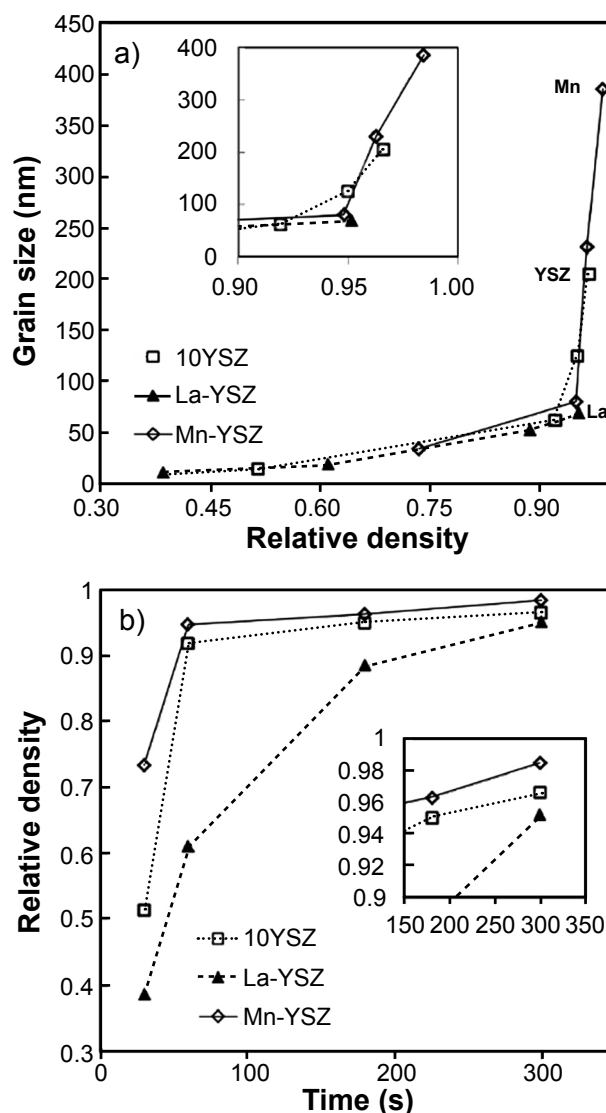 a)
450
400
350
300
250
200
150
100
50
0
Grain size (nm)
400
300
200
100
0
0.90 0.95 1.00
Mn
YSZ
La
10YSZ
La-YSZ
Mn-YSZ
0.30 0.45 0.60 0.75 0.90
Relative density
b)
1
0.9
0.8
0.7
0.6
0.5
0.4
0.3
Relative density
1
0.98
0.96
0.94
0.92
0.9
150 200 250 300 350
10YSZ
La-YSZ
Mn-YSZ
0 100 200 300
Time (s)